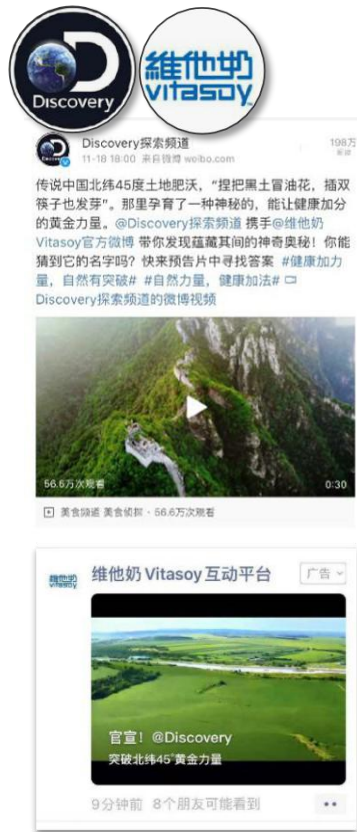 Discovery
維他奶
vitasoy
Discovery探索频道
198万
11-18 18:00 来自微博 weibo.com
传说中国北纬45度土地肥沃，“捏把黑土冒油花，插双
筷子也发芽”。那里孕育了一种神秘的，能让健康加分
的黄金力量。@Discovery探索频道 携手@维他奶
Vitasoy官方微博 带你发现蕴藏其间的神奇奥秘！你能
猜到它的名字吗？快来预告片中寻找答案 #健康加力
量，自然有突破# #自然力量，健康加法#
Discovery探索频道的微博视频
56.6万次观看
0:30
美食频道 美食侦探 · 56.6万次观看
維他奶
vitasoy
维他奶 Vitasoy 互动平台
广告
官宣！@Discovery
突破北纬45°黄金力量
9分钟前 8个朋友可能看到